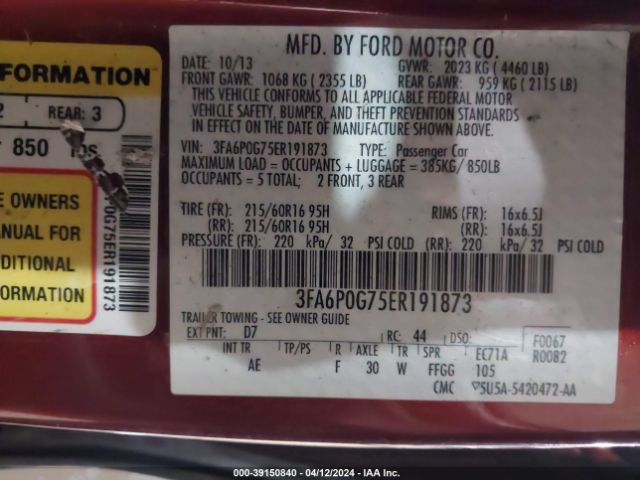 FORMATION
2 REAR: 3
850 lbs
E OWNERS
ANUAL FOR
DITIONAL
FORMATION
0G75ER191873
MFD. BY FORD MOTOR CO.
DATE: 10/13 GVWR: 2023 KG ( 4460 LB)
FRONT GAWR: 1068 KG ( 2355 LB) REAR GAWR: 959 KG ( 2115 LB)
THIS VEHICLE CONFORMS TO ALL APPLICABLE FEDERAL MOTOR
VEHICLE SAFETY, BUMPER, AND THEFT PREVENTION STANDARDS
IN EFFECT ON THE DATE OF MANUFACTURE SHOWN ABOVE.
VIN: 3FA6P0G75ER191873 TYPE: Passenger Car
MAXIMUM LOAD = OCCUPANTS + LUGGAGE = 385KG/ 850LB
OCCUPANTS = 5 TOTAL; 2 FRONT, 3 REAR
TIRE (FR): 215/60R16 95H RIMS (FR): 16x6.5J
(RR): 215/60R16 95H (RR): 16x6.5J
PRESSURE (FR): 220 kPa/ 32 PSI COLD (RR): 220 kPa/ 32 PSI COLD
3FA6P0G75ER191873
TRAILER TOWING - SEE OWNER GUIDE
EXT PNT: D7 RC: 44 DSO: F0067
INT TR TP/PS R AXLE TR SPR EC71A R0082
AE F 30 W FFGG 105
CMC 5U5A-5420472-AA
000-39150840 - 04/12/2024 - IAA Inc.